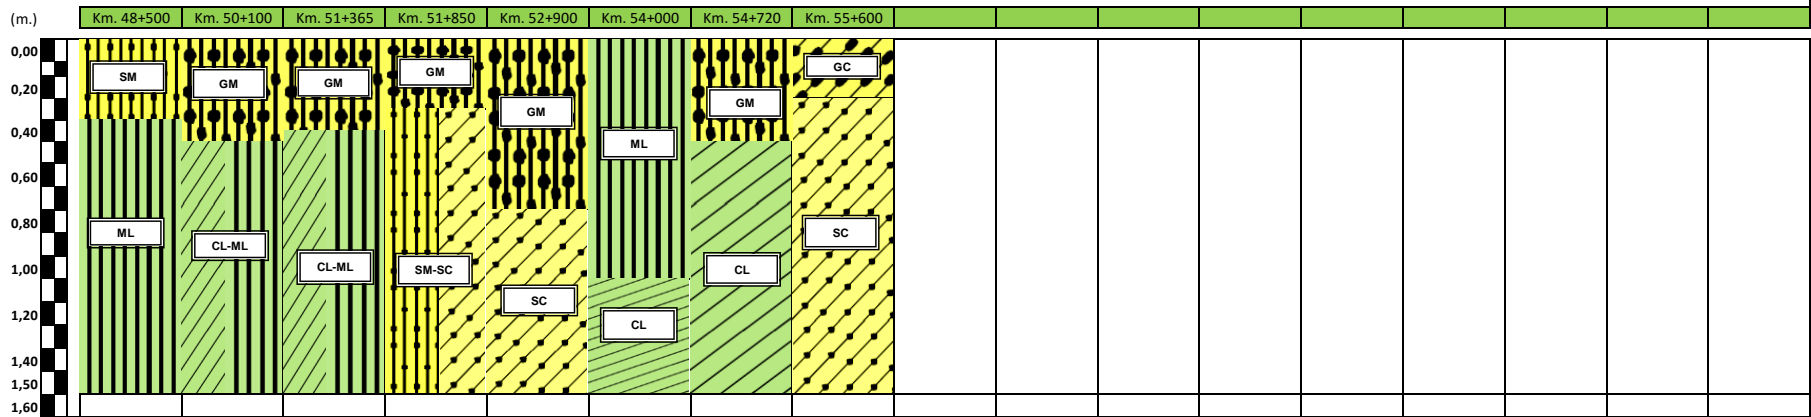 (m.) Km. 48+500 Km. 50+100 Km. 51+365 Km. 51+850 Km. 52+900 Km. 54+000 Km. 54+720 Km. 55+600
0,00
GC
SM GM GM GM
0,20
GM GM
0,40
ML
0,60
0,80
ML CL-ML SC
1,00
CL-ML SM-SC CL
SC
1,20
CL
1,40
1,50
1,60